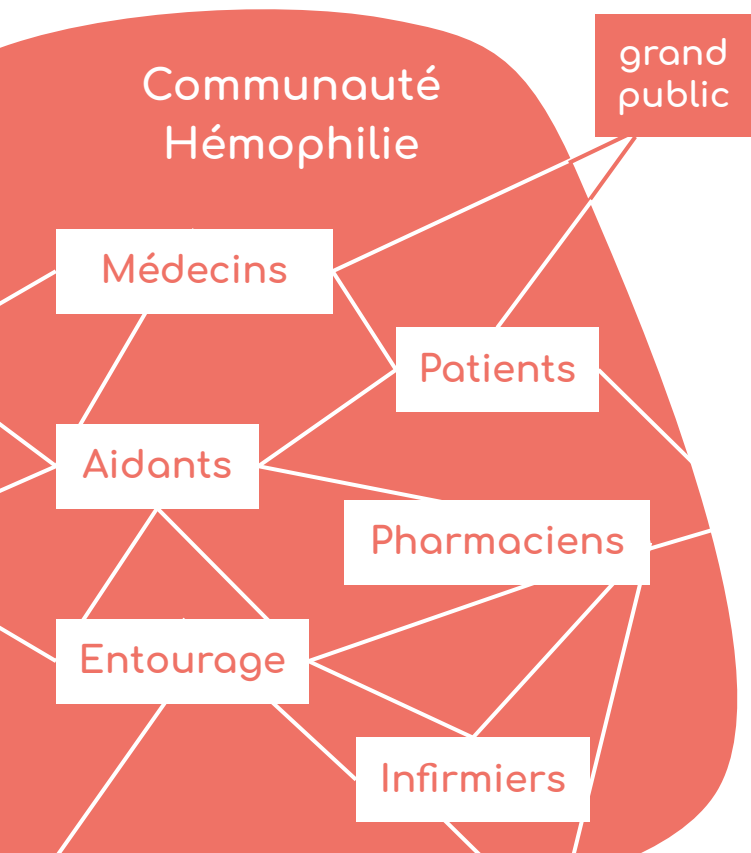 grand
public
Communauté
Hémophilie
Médecins
Patients
Aidants
Pharmaciens
Entourage
Infirmiers